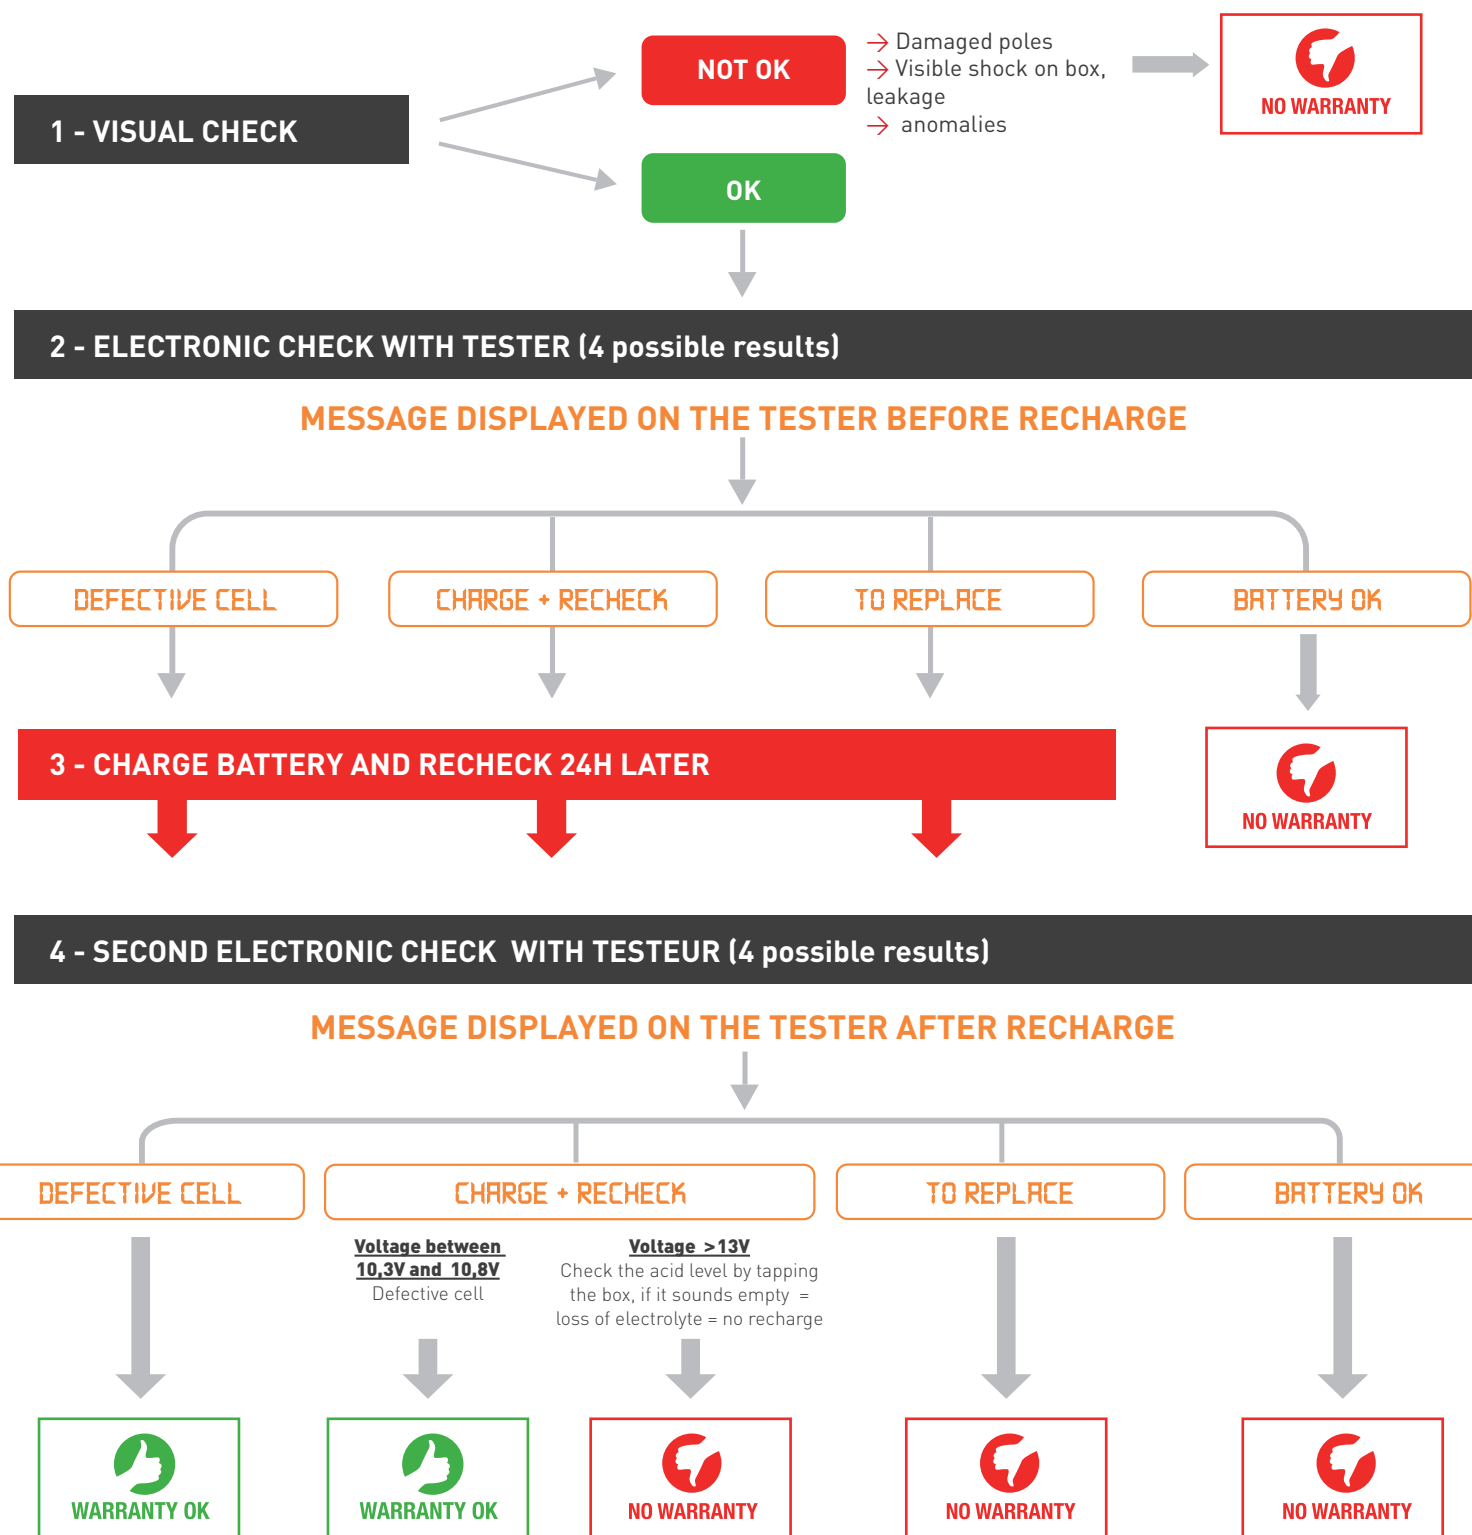 1 - VISUAL CHECK
NOT OK
→ Damaged poles
→ Visible shock on box,
leakage
→ anomalies
NO WARRANTY
OK
2 - ELECTRONIC CHECK WITH TESTER (4 possible results)
MESSAGE DISPLAYED ON THE TESTER BEFORE RECHARGE
DEFECTIVE CELL
CHARGE + RECHECK
TO REPLACE
BATTERY OK
3 - CHARGE BATTERY AND RECHECK 24H LATER
NO WARRANTY
4 - SECOND ELECTRONIC CHECK WITH TESTEUR (4 possible results)
MESSAGE DISPLAYED ON THE TESTER AFTER RECHARGE
DEFECTIVE CELL
CHARGE + RECHECK
TO REPLACE
BATTERY OK
Voltage between
10,3V and 10,8V
Defective cell
Voltage >13V
Check the acid level by tapping
the box, if it sounds empty =
loss of electrolyte = no recharge
WARRANTY OK
WARRANTY OK
NO WARRANTY
NO WARRANTY
NO WARRANTY